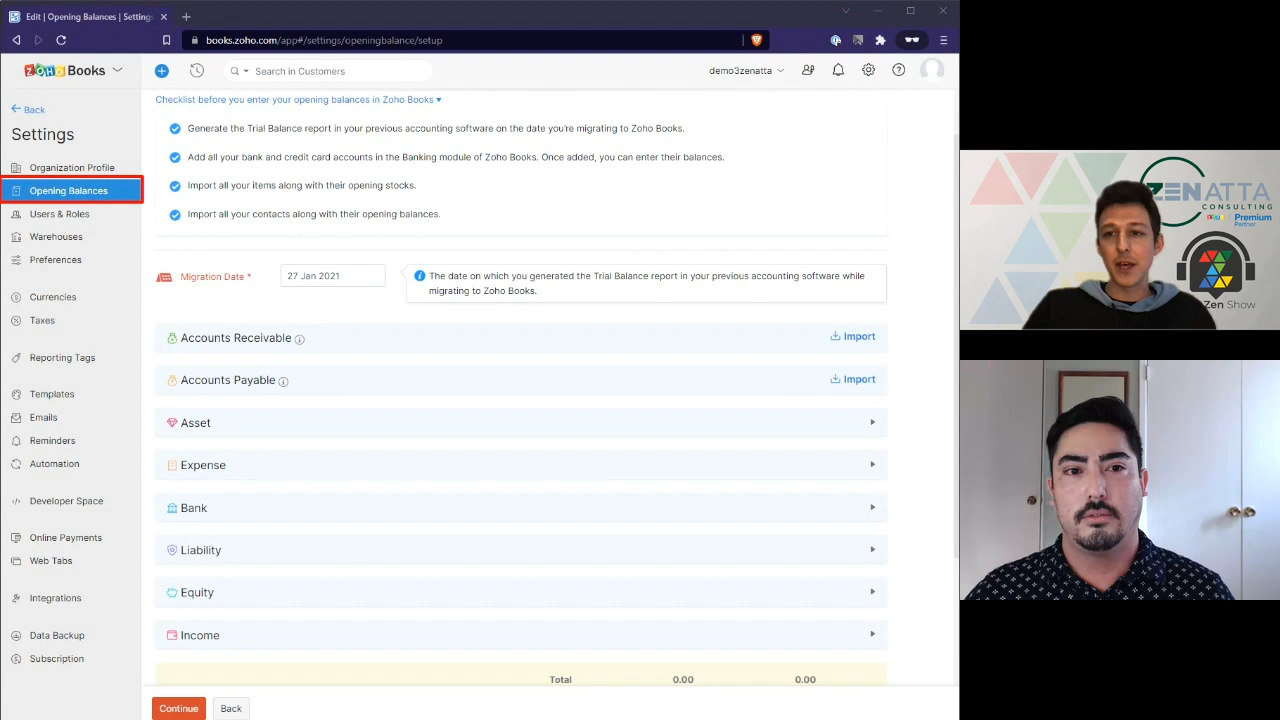 Edit | Opening Balances | Settings
books.zoho.com/app#/settings/openingbalance/setup
ZOHO Books
Search in Customers
demo3zenatta
Back
Settings
Organization Profile
Opening Balances
Users & Roles
Warehouses
Preferences
Currencies
Taxes
Reporting Tags
Templates
Emails
Reminders
Automation
Developer Space
Online Payments
Web Tabs
Integrations
Data Backup
Subscription
Checklist before you enter your opening balances in Zoho Books
Generate the Trial Balance report in your previous accounting software on the date you're migrating to Zoho Books.
Add all your bank and credit card accounts in the Banking module of Zoho Books. Once added, you can enter their balances.
Import all your items along with their opening stocks.
Import all your contacts along with their opening balances.
Migration Date *
27 Jan 2021
The date on which you generated the Trial Balance report in your previous accounting software while
migrating to Zoho Books.
Accounts Receivable
Import
Accounts Payable
Import
Asset
Expense
Bank
Liability
Equity
Income
Total 0.00 0.00
Continue
Back
ZENATTA
CONSULTING
ZOHO Premium
Partner
Zen Show